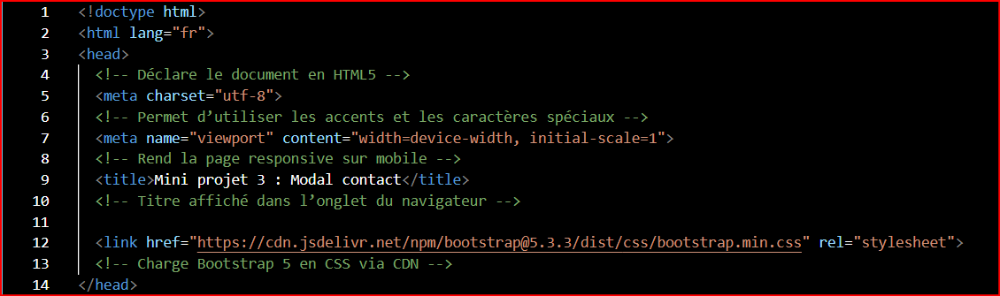 1 <!doctype html>
2 <html lang="fr">
3 <head>
4 <!-- Déclare le document en HTML5 -->
5 <meta charset="utf-8">
6 <!-- Permet d’utiliser les accents et les caractères spéciaux -->
7 <meta name="viewport" content="width=device-width, initial-scale=1">
8 <!-- Rend la page responsive sur mobile -->
9 <title>Mini projet 3 : Modal contact</title>
10 <!-- Titre affiché dans l’onglet du navigateur -->
11
12 <link href="https://cdn.jsdelivr.net/npm/bootstrap@5.3.3/dist/css/bootstrap.min.css" rel="stylesheet">
13 <!-- Charge Bootstrap 5 en CSS via CDN -->
14 </head>